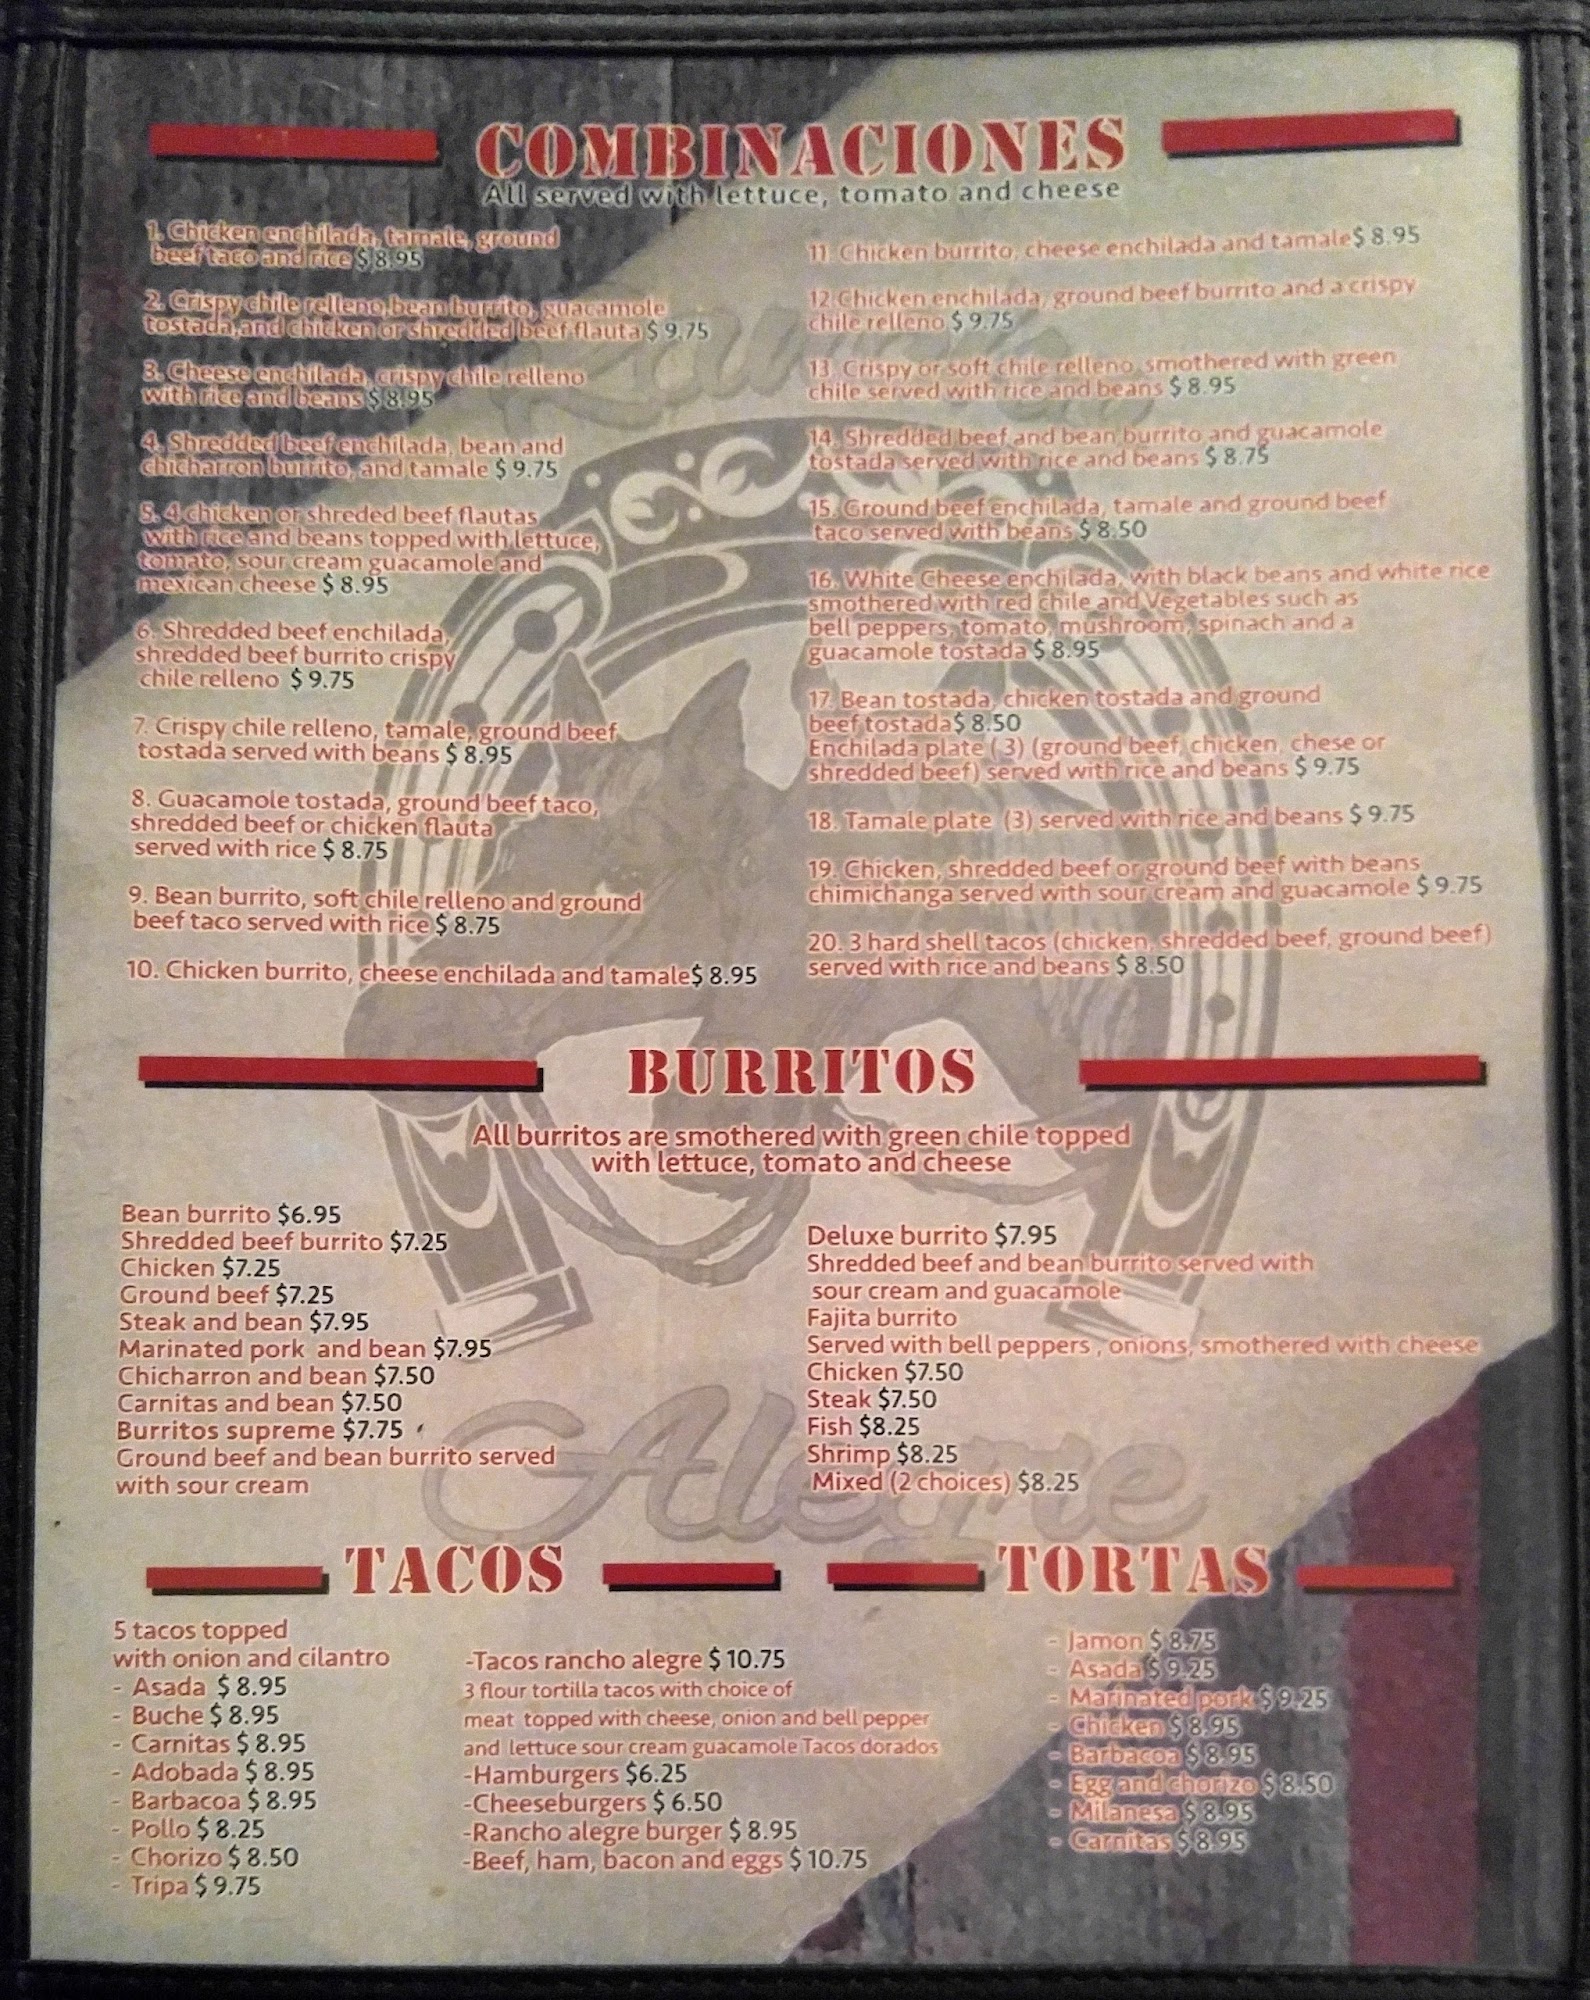 COMBINACIONES
All served with lettuce, tomato and cheese
1. Chicken enchilada, tamale, ground
beef taco and rice $ 8.95
2. Crispy chile relleno,bean burrito, guacamole
tostada,and chicken or shredded beef flauta $ 9.75
3. Cheese enchilada, crispy chile relleno
with rice and beans $ 8.95
4. Shredded beef enchilada, bean and
chicharron burrito, and tamale $ 9.75
5. 4 chicken or shreded beef flautas
with rice and beans topped with lettuce,
tomato, sour cream guacamole and
mexican cheese $ 8.95
6. Shredded beef enchilada,
shredded beef burrito crispy
chile relleno $ 9.75
7. Crispy chile relleno, tamale, ground beef
tostada served with beans $ 8.95
8. Guacamole tostada, ground beef taco,
shredded beef or chicken flauta
served with rice $ 8.75
9. Bean burrito, soft chile relleno and ground
beef taco served with rice $ 8.75
10. Chicken burrito, cheese enchilada and tamale$ 8.95
11. Chicken burrito, cheese enchilada and tamale$ 8.95
12.Chicken enchilada, ground beef burrito and a crispy
chile relleno $ 9.75
13. Crispy or soft chile relleno, smothered with green
chile served with rice and beans $ 8.95
14. Shredded beef and bean burrito and guacamole
tostada served with rice and beans $ 8.75
15. Ground beef enchilada, tamale and ground beef
taco served with beans $ 8.50
16. White Cheese enchilada, with black beans and white rice
smothered with red chile and Vegetables such as
bell peppers, tomato, mushroom, spinach and a
guacamole tostada $ 8.95
17. Bean tostada, chicken tostada and ground
beef tostada$ 8.50
Enchilada plate ( 3) (ground beef, chicken, chese or
shredded beef) served with rice and beans $ 9.75
18. Tamale plate (3) served with rice and beans $ 9.75
19. Chicken, shredded beef or ground beef with beans
chimichanga served with sour cream and guacamole $ 9.75
20. 3 hard shell tacos (chicken, shredded beef, ground beef)
served with rice and beans $ 8.50
BURRITOS
All burritos are smothered with green chile topped
with lettuce, tomato and cheese
Bean burrito $6.95
Shredded beef burrito $7.25
Chicken $7.25
Ground beef $7.25
Steak and bean $7.95
Marinated pork and bean $7.95
Chicharron and bean $7.50
Carnitas and bean $7.50
Burritos supreme $7.75
Ground beef and bean burrito served
with sour cream
Deluxe burrito $7.95
Shredded beef and bean burrito served with
sour cream and guacamole
Fajita burrito
Served with bell peppers , onions, smothered with cheese
Chicken $7.50
Steak $7.50
Fish $8.25
Shrimp $8.25
Mixed (2 choices) $8.25
Alegre
TACOS
5 tacos topped
with onion and cilantro
- Asada $ 8.95
- Buche $ 8.95
- Carnitas $ 8.95
- Adobada $ 8.95
- Barbacoa $ 8.95
- Pollo $ 8.25
- Chorizo $ 8.50
- Tripa $ 9.75
-Tacos rancho alegre $ 10.75
3 flour tortilla tacos with choice of
meat topped with cheese, onion and bell pepper
and lettuce sour cream guacamole Tacos dorados
-Hamburgers $6.25
-Cheeseburgers $ 6.50
-Rancho alegre burger $ 8.95
-Beef, ham, bacon and eggs $ 10.75
TORTAS
- Jamon $ 8.75
- Asada $ 9.25
- Marinated pork $ 9.25
- Chicken $ 8.95
- Barbacoa $ 8.95
- Egg and chorizo $ 8.50
- Milanesa $ 8.95
- Carnitas $ 8.95